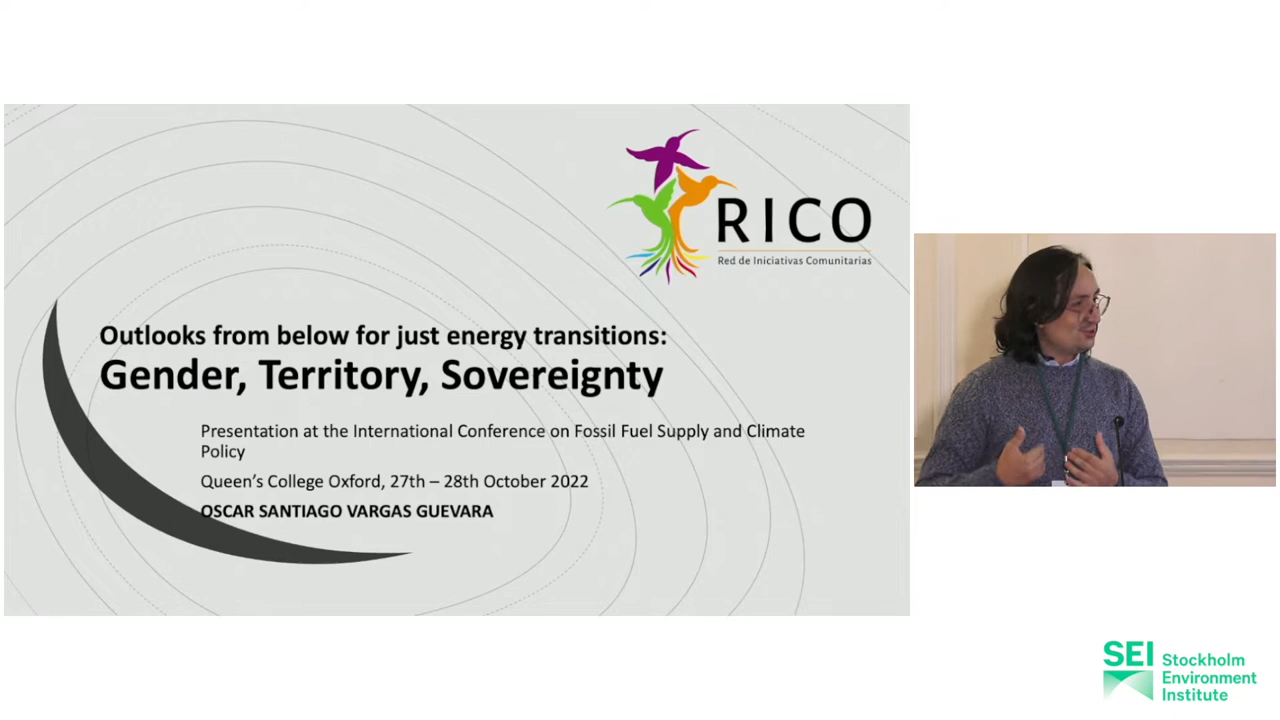 RICO
Red de Iniciativas Comunitarias
Outlooks from below for just energy transitions:
Gender, Territory, Sovereignty
Presentation at the International Conference on Fossil Fuel Supply and Climate
Policy
Queen's College Oxford, 27th – 28th October 2022
OSCAR SANTIAGO VARGAS GUEVARA
SEI Stockholm
Environment
Institute